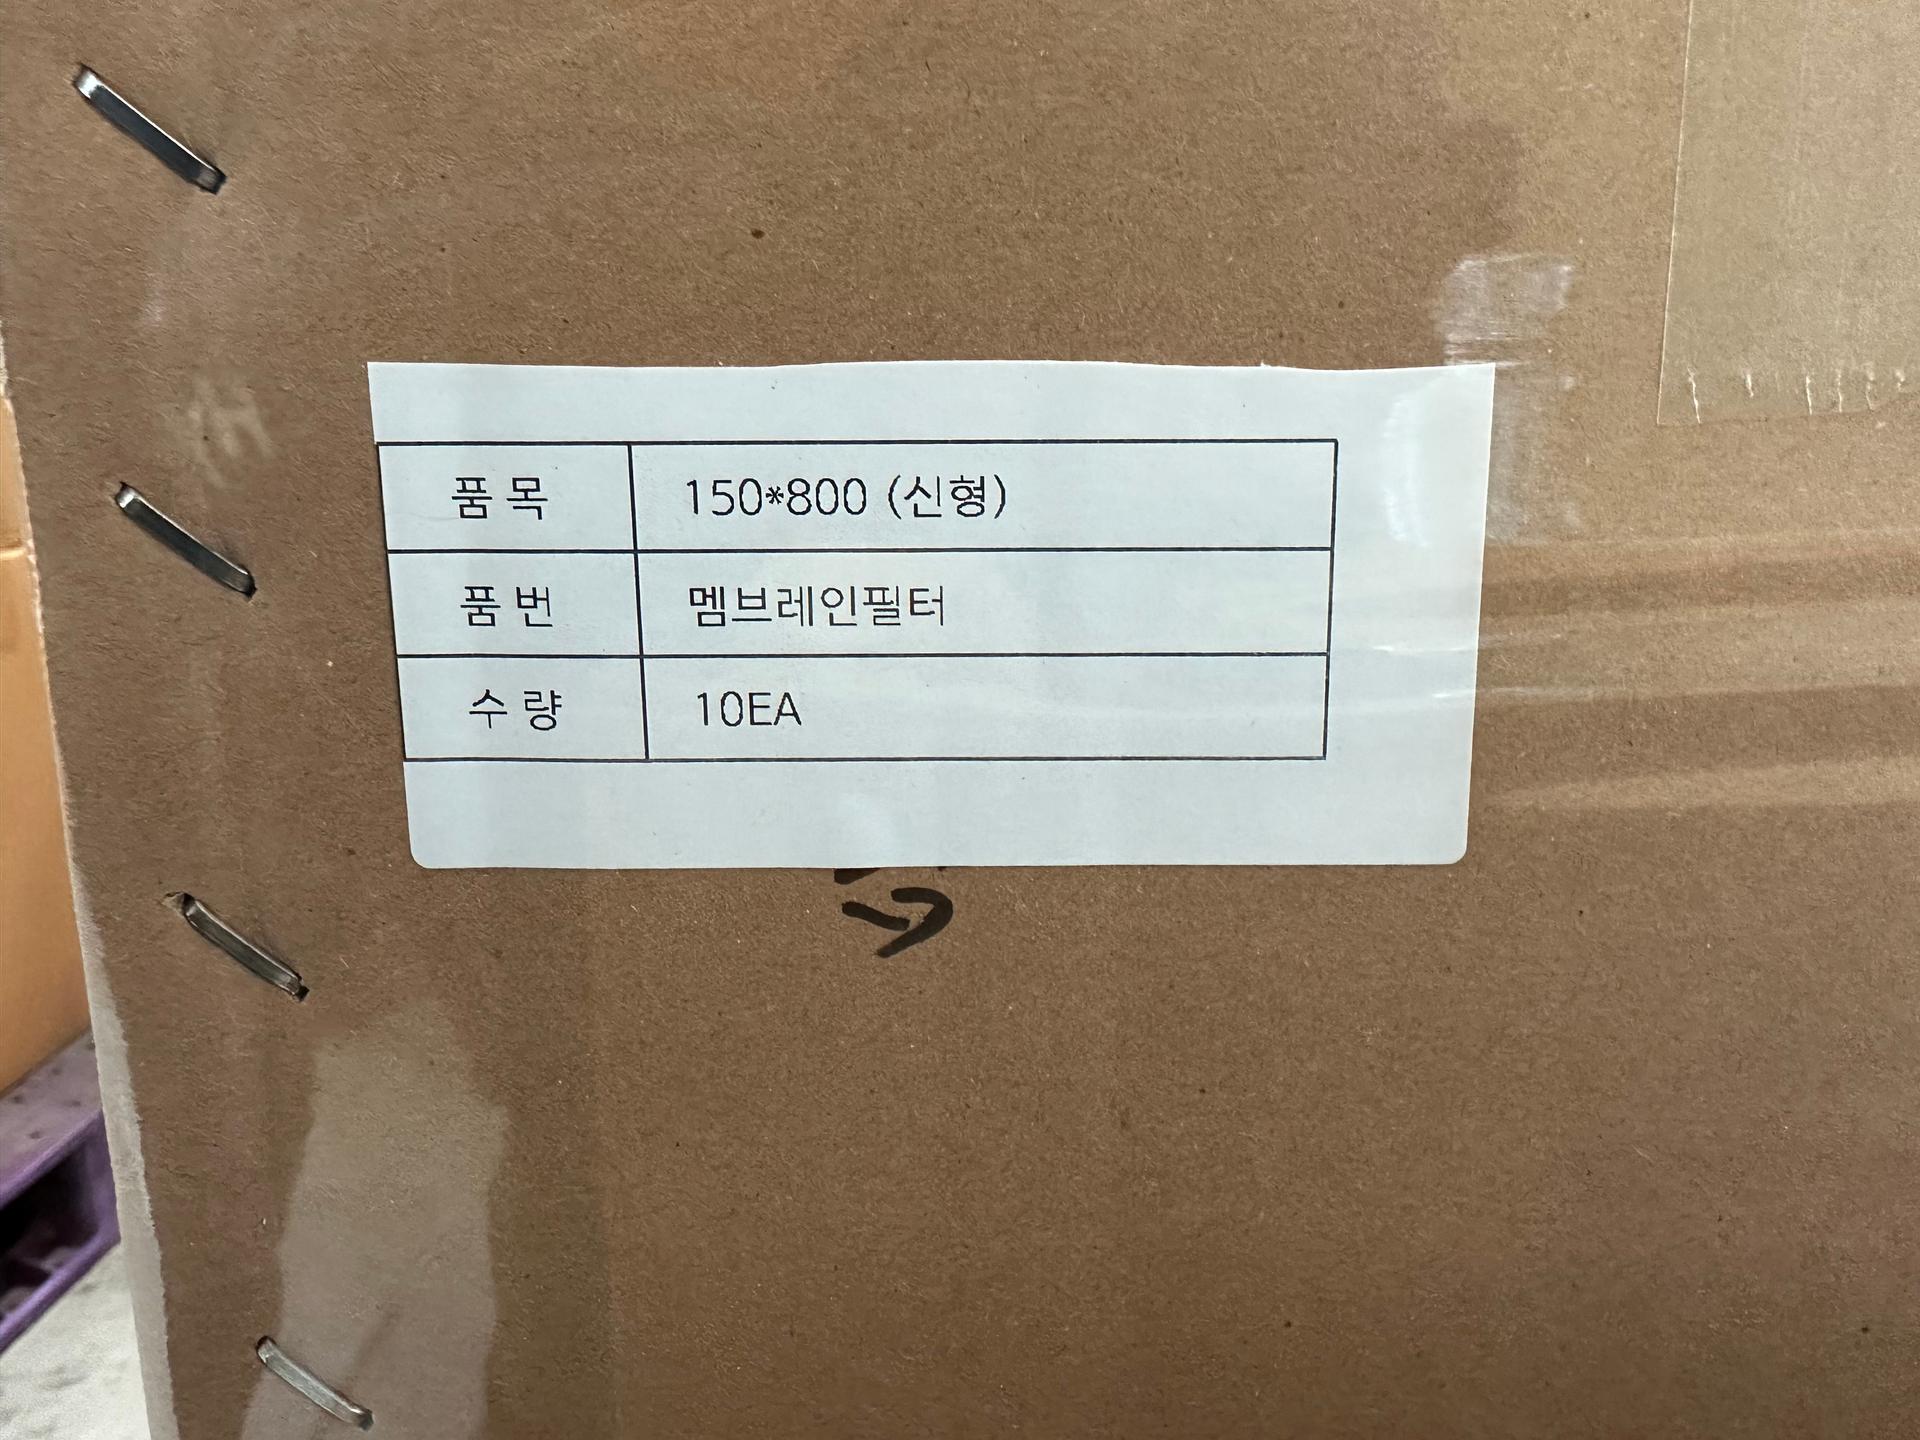 품 목 150*800 (신형)
품 번 멤브레인필터
수 량 10EA